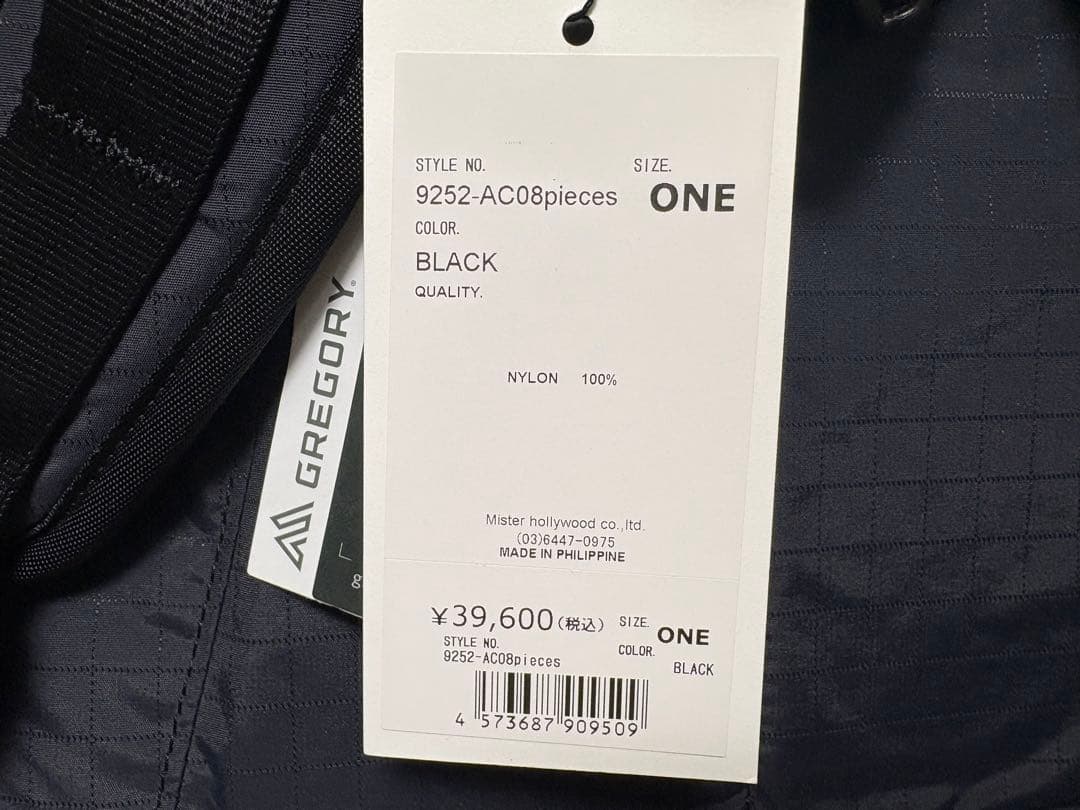 STYLE NO.
SIZE.
9252-AC08pieces
ONE
COLOR.
BLACK
QUALITY.
NYLON 100%
GREGORY®
g
Mister hollywood co.,ltd.
(03)6447-0975
MADE IN PHILIPPINE
¥39,600(税込)
SIZE.
ONE
STYLE NO.
9252-AC08pieces
COLOR.
BLACK
4 573687 909509